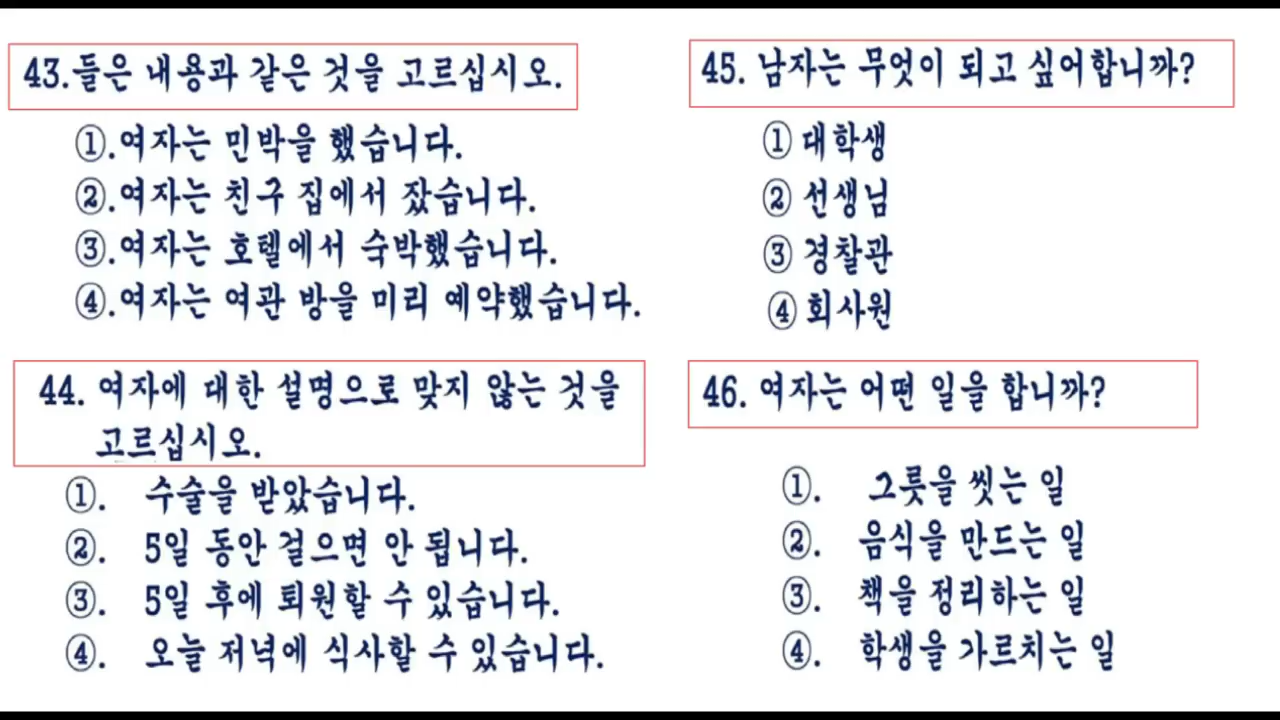 43.들은 내용과 같은 것을 고르십시오.
①.여자는 민박을 했습니다.
②.여자는 친구 집에서 잤습니다.
③.여자는 호텔에서 숙박했습니다.
④.여자는 여관 방을 미리 예약했습니다.
44. 여자에 대한 설명으로 맞지 않는 것을
고르십시오.
①. 수술을 받았습니다.
②. 5일 동안 걸으면 안 됩니다.
③. 5일 후에 퇴원할 수 있습니다.
④. 오늘 저녁에 식사할 수 있습니다.
45. 남자는 무엇이 되고 싶어합니까?
① 대학생
② 선생님
③ 경찰관
④ 회사원
46. 여자는 어떤 일을 합니까?
①. 그릇을 씻는 일
②. 음식을 만드는 일
③. 책을 정리하는 일
④. 학생을 가르치는 일